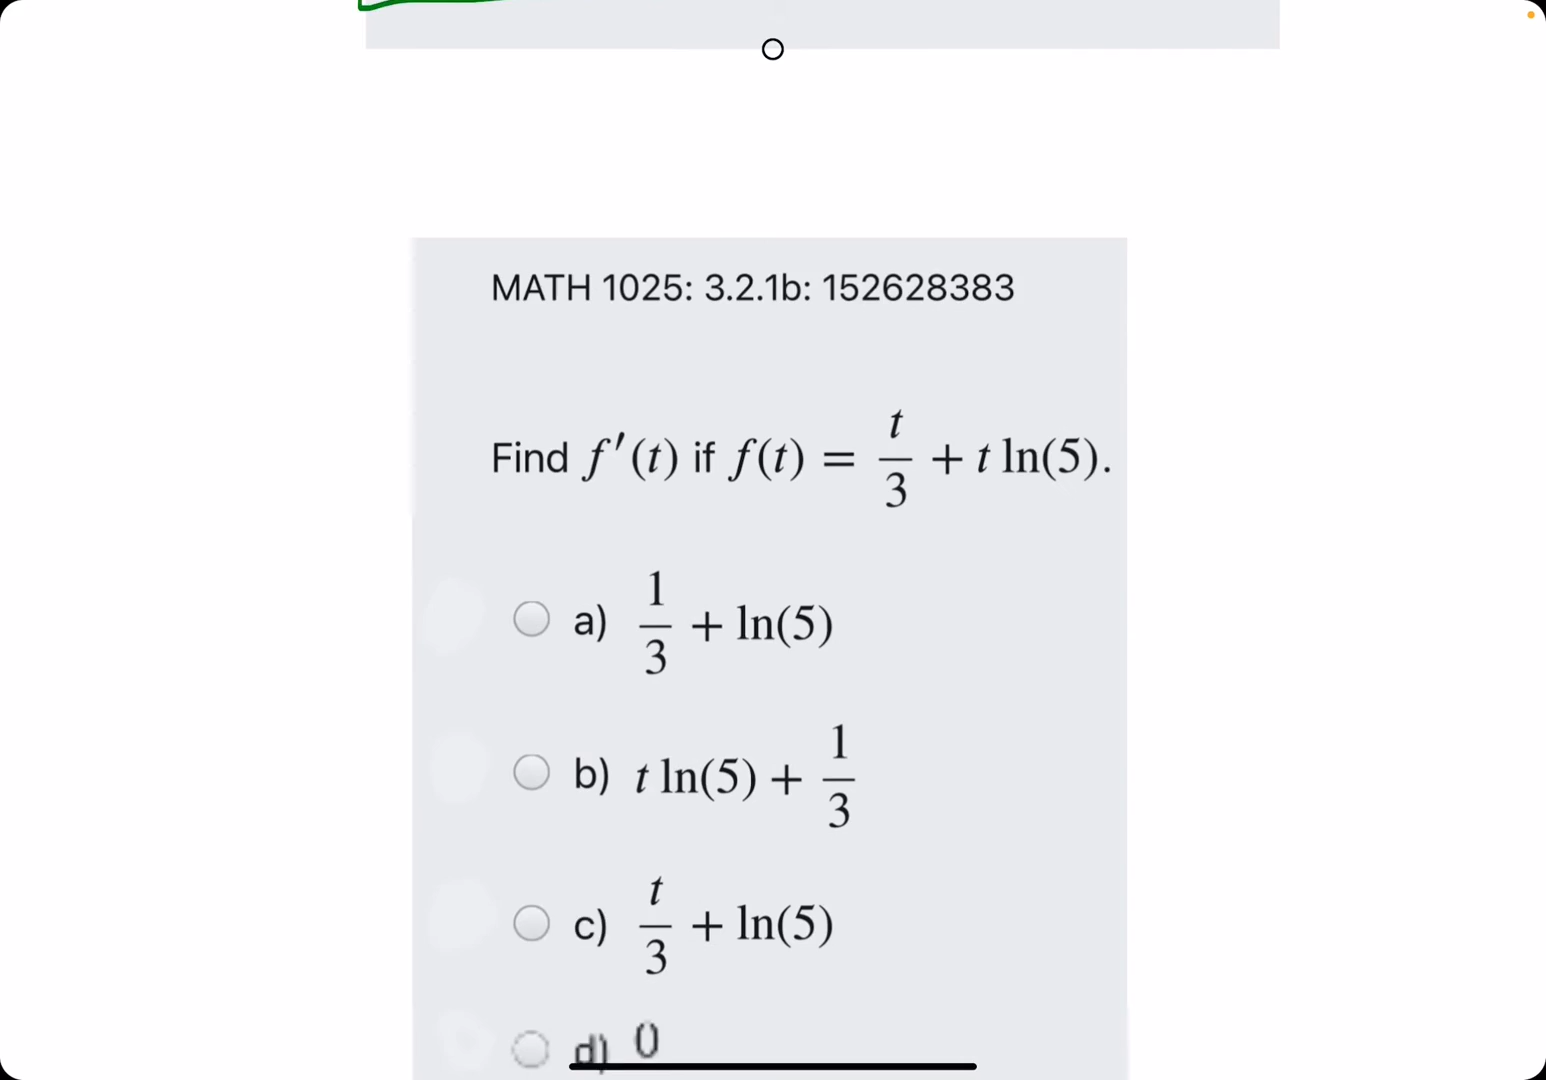 MATH 1025: 3.2.1b: 152628383
Find f′(t) if f(t) = t/3 + t ln(5).
a) 1/3 + ln(5)
b) t ln(5) + 1/3
c) t/3 + ln(5)
d) 0